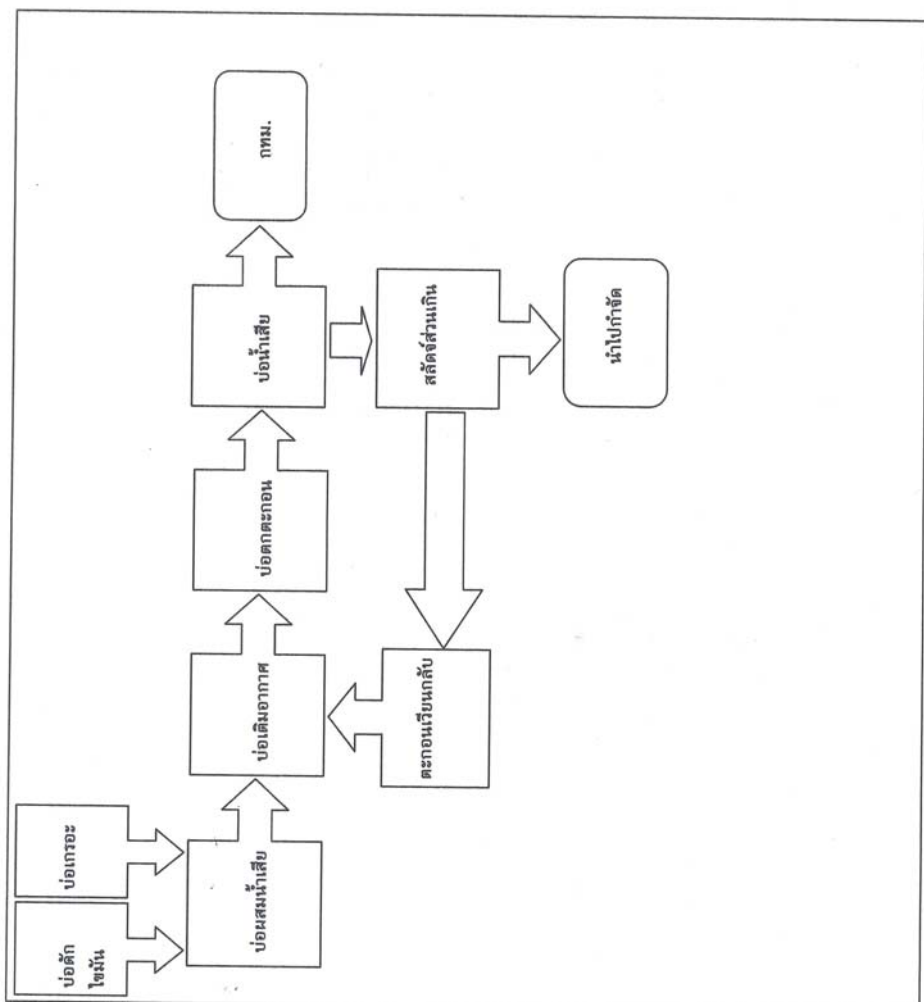 บ่อดัก
ไขมัน
บ่อเกรอะ
บ่อผสมน้ำเสีย
บ่อเติมอากาศ
บ่อตกตะกอน
บ่อน้ำเสีย
กทม.
ตะกอนเวียนกลับ
สลัดจ์ส่วนเกิน
นำไปกำจัด